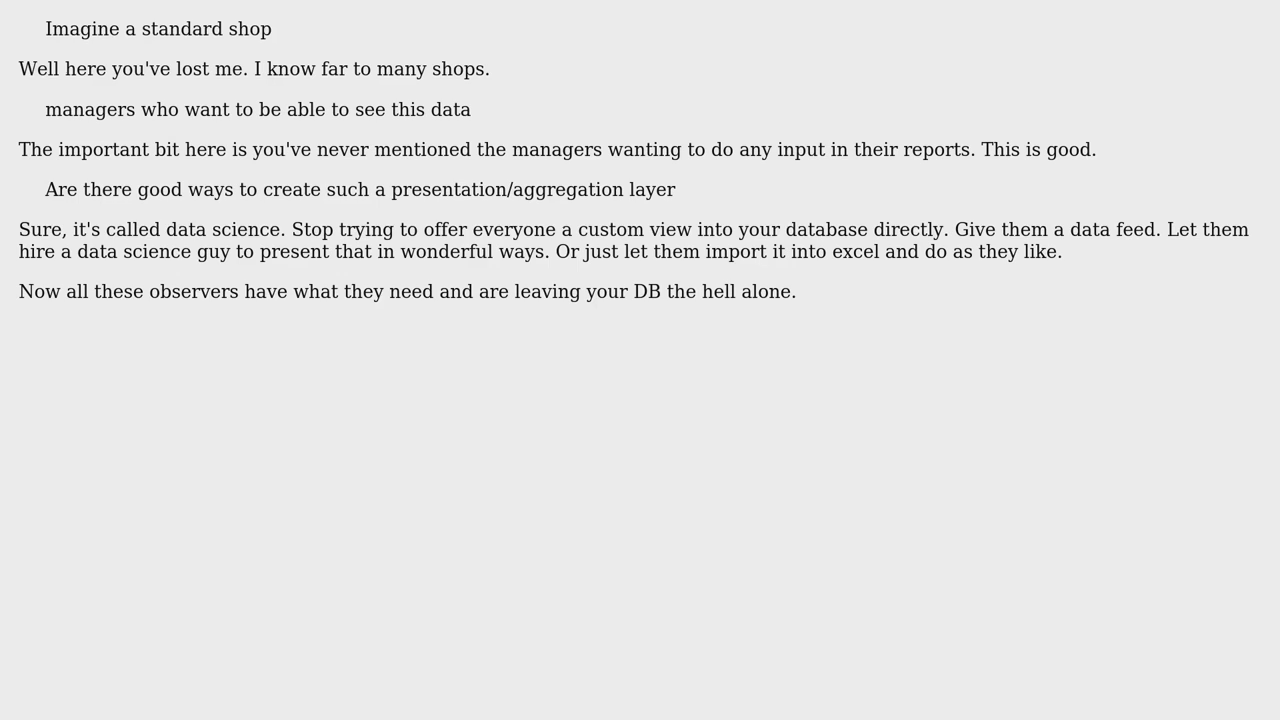 Imagine a standard shop
Well here you've lost me. I know far to many shops.
managers who want to be able to see this data
The important bit here is you've never mentioned the managers wanting to do any input in their reports. This is good.
Are there good ways to create such a presentation/aggregation layer
Sure, it's called data science. Stop trying to offer everyone a custom view into your database directly. Give them a data feed. Let them
hire a data science guy to present that in wonderful ways. Or just let them import it into excel and do as they like.
Now all these observers have what they need and are leaving your DB the hell alone.